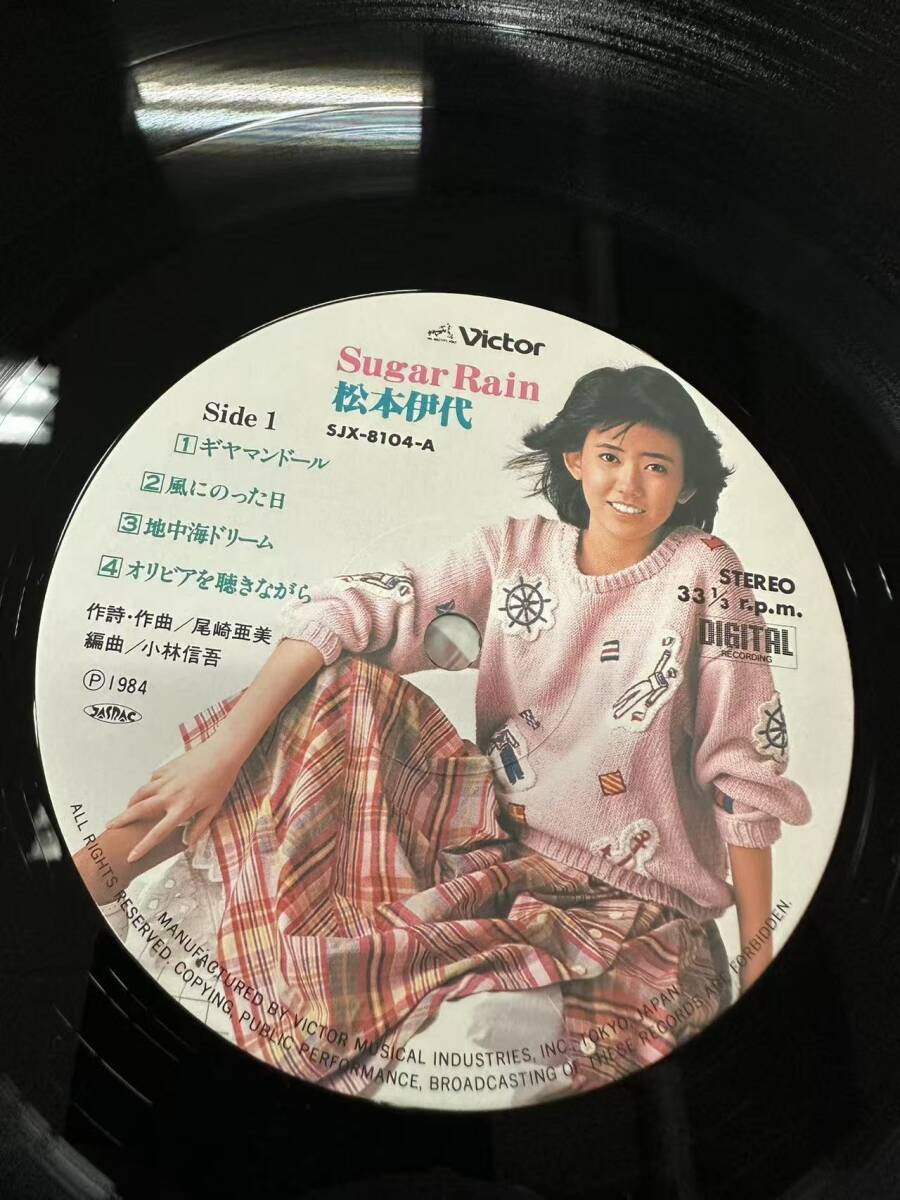 Victor
Sugar Rain
松本伊代
SJX-8104-A
Side 1
1 ギヤマンドール
2 風にのった日
3 地中海ドリーム
4 オリビアを聴きながら
作詩・作曲/尾崎亜美
編曲/小林信吾
Ⓟ1984
JASRAC
STEREO
33 1/3 r.p.m.
DIGITAL
RECORDING
MANUFACTURED BY VICTOR MUSICAL INDUSTRIES, INC. TOKYO, JAPAN
ALL RIGHTS RESERVED: COPYING, PUBLIC PERFORMANCE, BROADCASTING OF THESE RECORDS ARE FORBIDDEN.